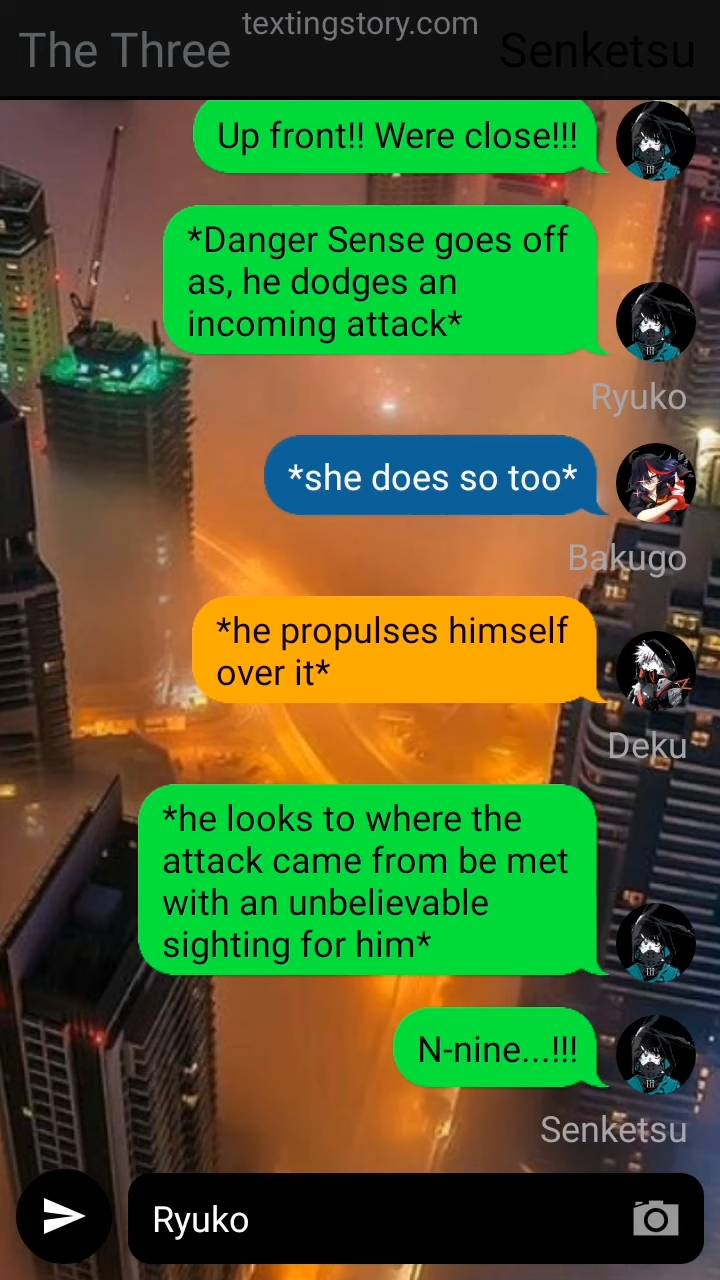 textingstory.com
The Three
Senketsu
Up front!! Were close!!!
*Danger Sense goes off
as, he dodges an
incoming attack*
Ryuko
*she does so too*
Bakugo
*he propulses himself
over it*
Deku
*he looks to where the
attack came from be met
with an unbelievable
sighting for him*
N-nine...!!!
Senketsu
Ryuko